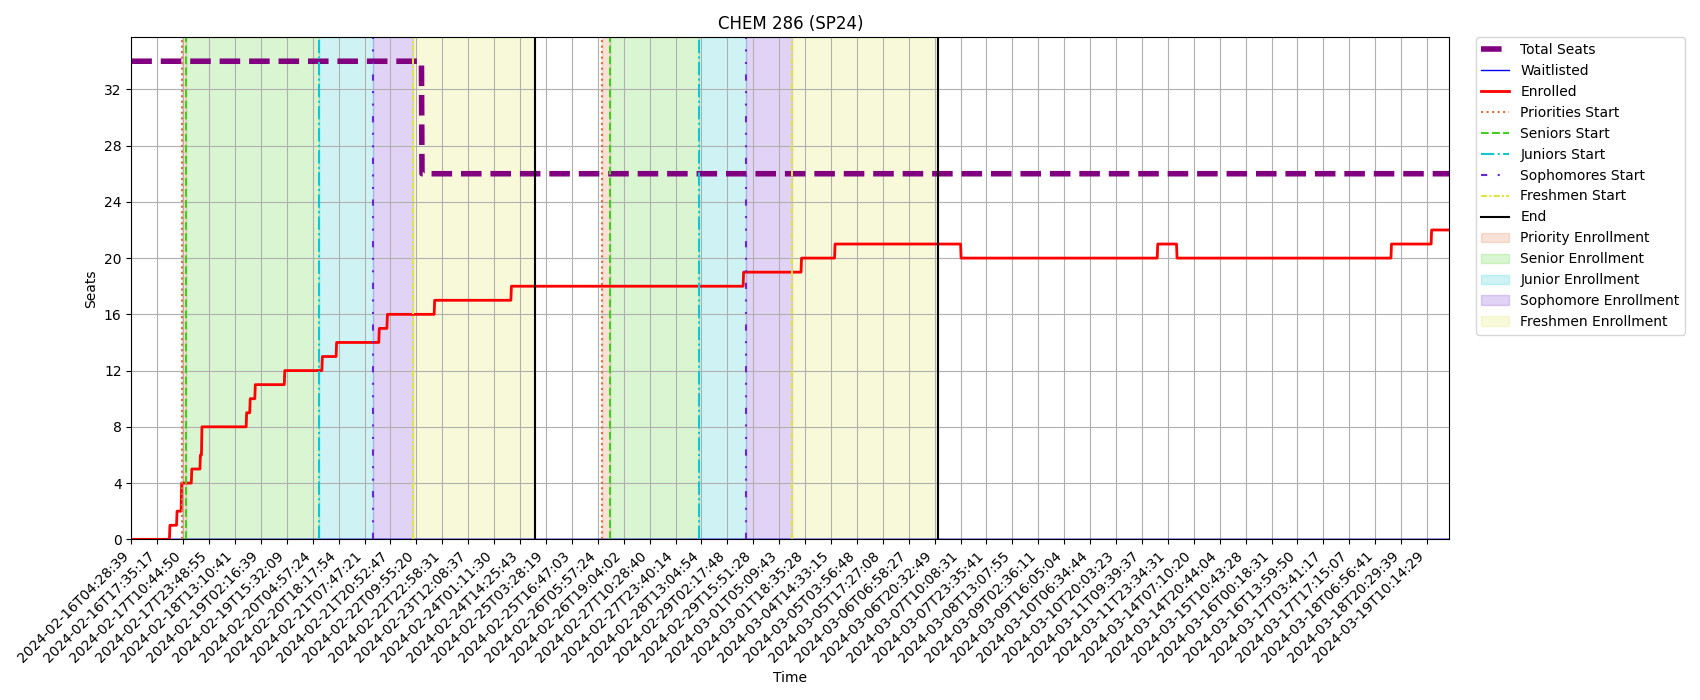 CHEM 286 (SP24)
Seats
32
28
24
20
16
12
8
4
0
2024-02-16T04:28:39
2024-02-16T17:35:17
2024-02-17T10:44:50
2024-02-17T23:48:55
2024-02-18T13:10:41
2024-02-19T02:16:39
2024-02-19T15:32:09
2024-02-20T04:57:24
2024-02-20T18:17:54
2024-02-21T07:47:21
2024-02-21T20:52:47
2024-02-22T09:55:20
2024-02-22T22:58:31
2024-02-23T12:08:37
2024-02-24T01:11:30
2024-02-24T14:25:43
2024-02-25T03:28:19
2024-02-25T16:47:03
2024-02-26T05:57:24
2024-02-26T19:04:02
2024-02-27T10:28:40
2024-02-27T23:40:14
2024-02-28T13:04:54
2024-02-29T02:17:48
2024-02-29T15:51:28
2024-03-01T05:09:43
2024-03-01T18:35:28
2024-03-04T14:33:15
2024-03-05T03:56:48
2024-03-05T17:27:08
2024-03-06T06:58:27
2024-03-06T20:32:49
2024-03-07T10:08:31
2024-03-07T23:35:41
2024-03-08T13:07:55
2024-03-09T02:36:11
2024-03-09T16:05:04
2024-03-10T06:34:44
2024-03-10T20:03:23
2024-03-11T09:39:37
2024-03-11T23:34:31
2024-03-14T07:10:20
2024-03-14T20:44:04
2024-03-15T10:43:28
2024-03-16T00:18:31
2024-03-16T13:59:50
2024-03-17T03:41:17
2024-03-17T17:15:07
2024-03-18T06:56:41
2024-03-18T20:29:39
2024-03-19T10:14:29
Time
Total Seats
Waitlisted
Enrolled
Priorities Start
Seniors Start
Juniors Start
Sophomores Start
Freshmen Start
End
Priority Enrollment
Senior Enrollment
Junior Enrollment
Sophomore Enrollment
Freshmen Enrollment